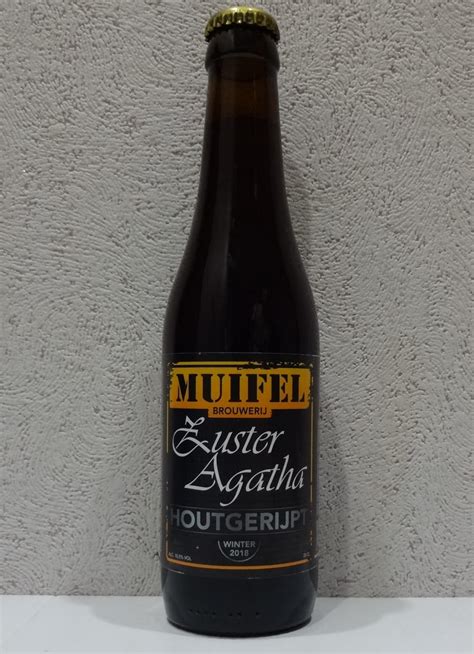 MUIFEL
BROUWERIJ
Zuster
Agatha
HOUTGERIJPT
WINTER
2018